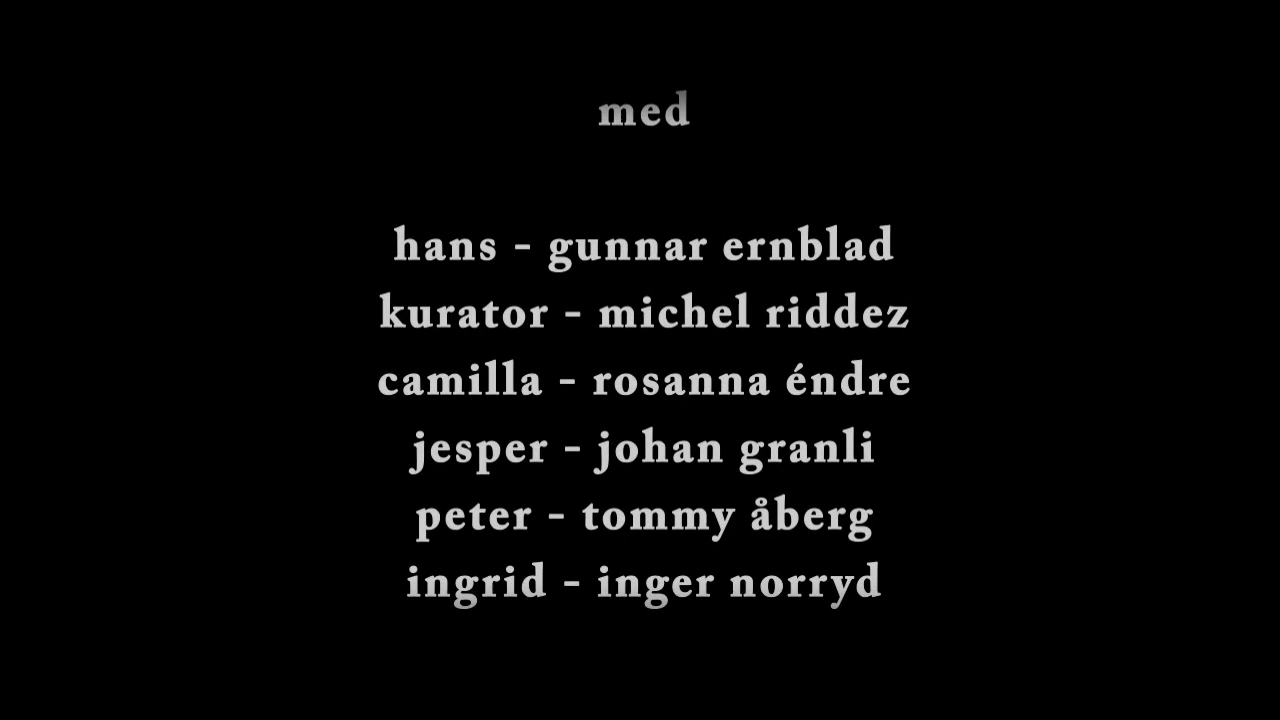 med
hans - gunnar ernblad
kurator - michel riddez
camilla - rosanna éndre
jesper - johan granli
peter - tommy åberg
ingrid - inger norryd